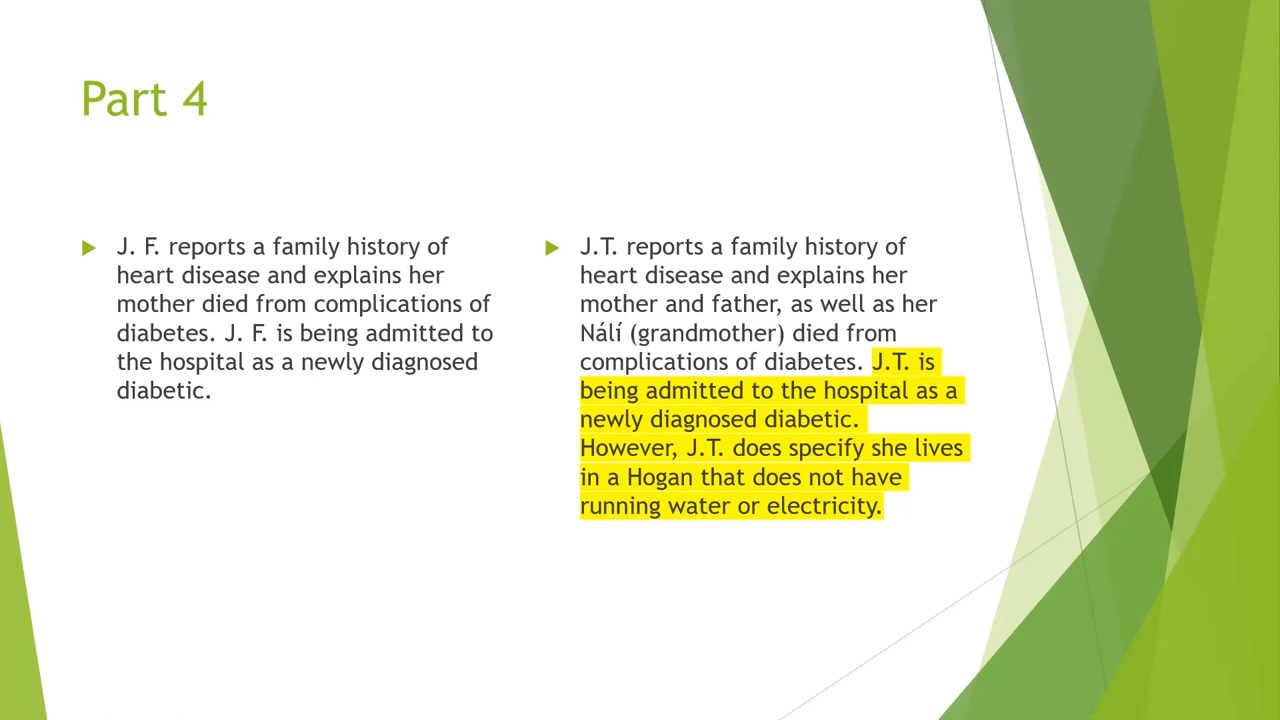 Part 4
J. F. reports a family history of
heart disease and explains her
mother died from complications of
diabetes. J. F. is being admitted to
the hospital as a newly diagnosed
diabetic.
J.T. reports a family history of
heart disease and explains her
mother and father, as well as her
Nálí (grandmother) died from
complications of diabetes. J.T. is
being admitted to the hospital as a
newly diagnosed diabetic.
However, J.T. does specify she lives
in a Hogan that does not have
running water or electricity.